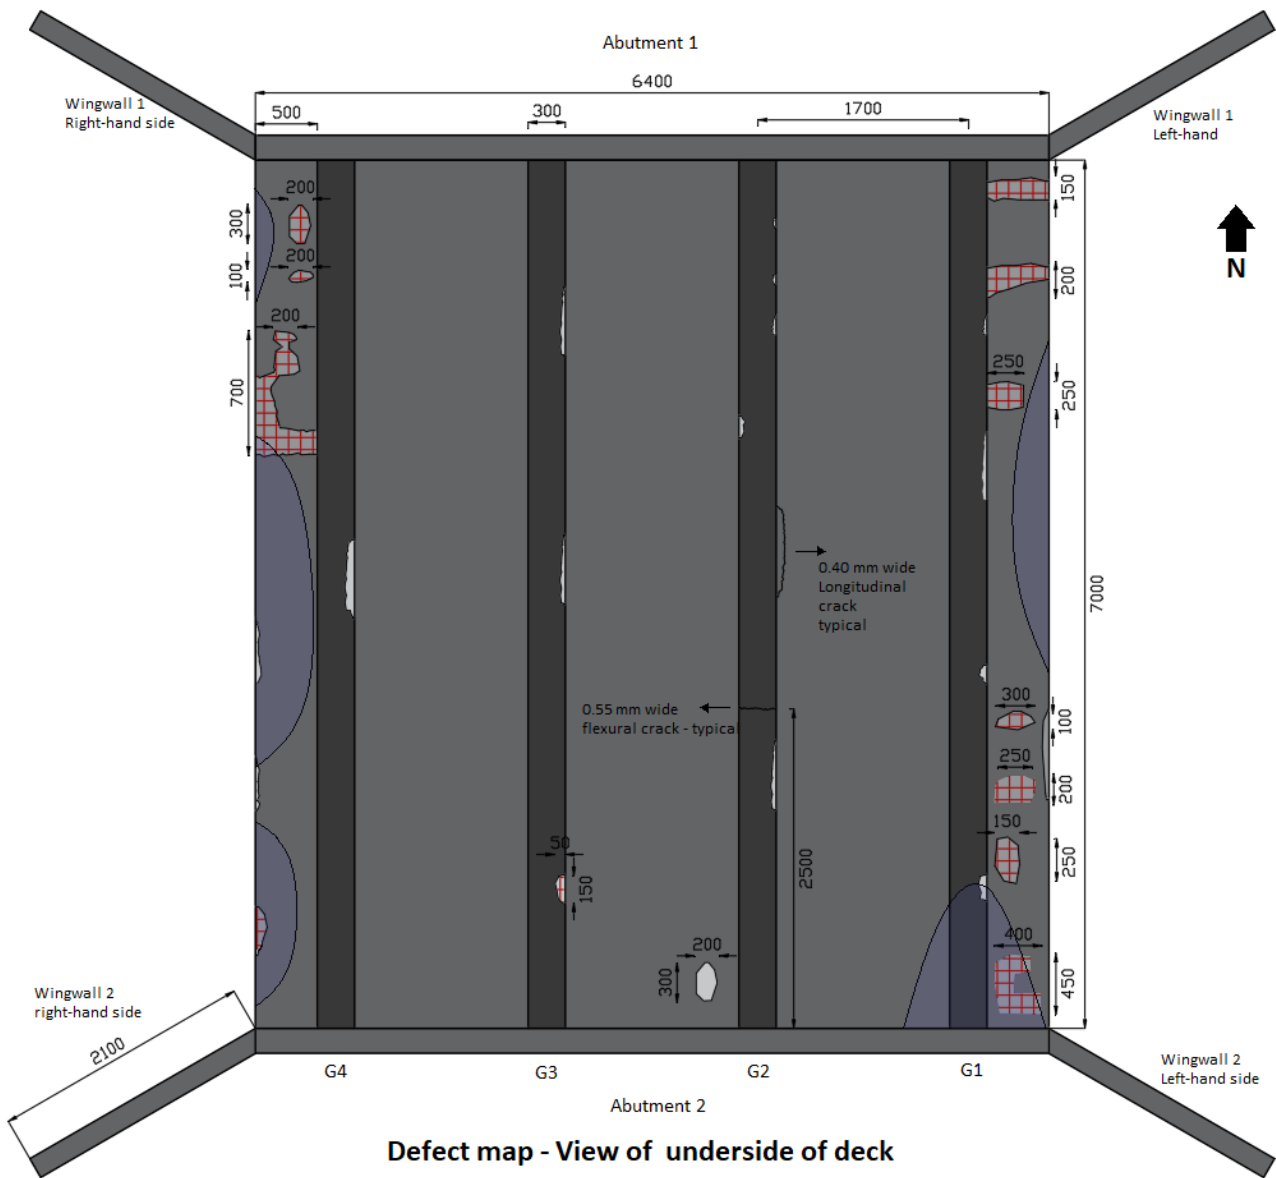 Abutment 1
6400
Wingwall 1
Right-hand side
500
300
1700
Wingwall 1
Left-hand
200
300
150
N
200
100
200
200
700
250
250
0.40 mm wide
Longitudinal
crack
typical
7000
0.55 mm wide
flexural crack - typical
300
100
250
200
150
250
50
150
2500
200
300
400
450
Wingwall 2
right-hand side
2100
G4
G3
G2
G1
Wingwall 2
Left-hand side
Abutment 2
Defect map - View of underside of deck